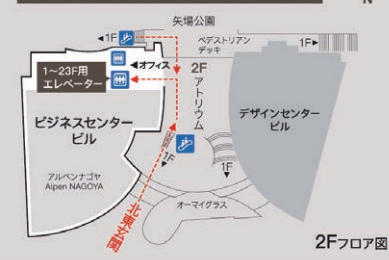 N
矢場公園
◀1F
ペデストリアン
デッキ
1F▶
◀オフィス
2F
アトリウム
1~23F用
エレベーター
ビジネスセンター
ビル
デザインセンター
ビル
1F
▼
1F
▼
アルペンナゴヤ
Alpen NAGOYA
北東玄関
オーマイグラス
2Fフロア図